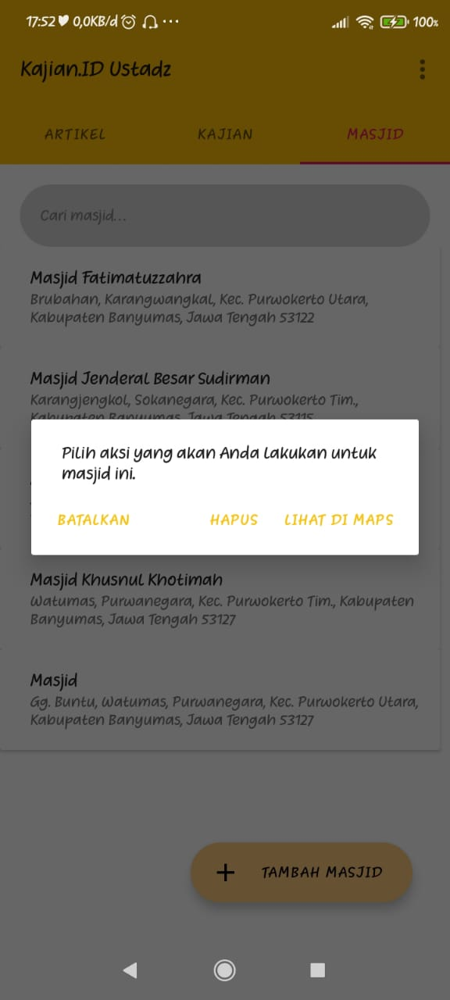 17:52 0,0KB/d ... 100%
Kajian.ID Ustadz
ARTIKEL KAJIAN MASJID
Cari masjid...
Masjid Fatimatuzzahra
Brubahan, Karangwangkal, Kec. Purwokerto Utara,
Kabupaten Banyumas, Jawa Tengah 53122
Masjid Jenderal Besar Sudirman
Karangjengkol, Sokanegara, Kec. Purwokerto Tim.,
Kabupaten Banyumas, Jawa Tengah 53115
Pilih aksi yang akan Anda lakukan untuk
masjid ini.
BATALKAN HAPUS LIHAT DI MAPS
Masjid Khusnul Khotimah
Watumas, Purwanegara, Kec. Purwokerto Tim., Kabupaten
Banyumas, Jawa Tengah 53127
Masjid
Gg. Buntu, Watumas, Purwanegara, Kec. Purwokerto Utara,
Kabupaten Banyumas, Jawa Tengah 53127
+ TAMBAH MASJID